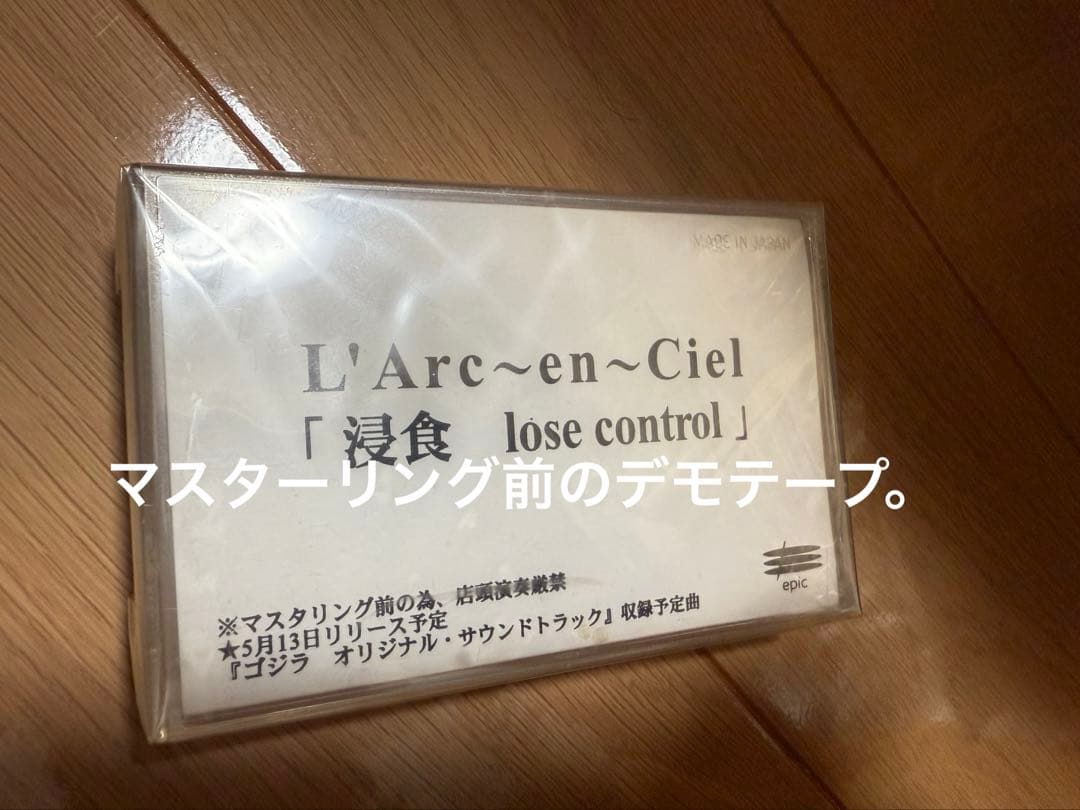 MADE IN JAPAN
L'Arc～en～Ciel
「浸食　lose control」
マスターリング前のデモテープ。
epic
※マスタリング前の為、店頭演奏厳禁
★5月13日リリース予定
『ゴジラ　オリジナル・サウンドトラック』収録予定曲